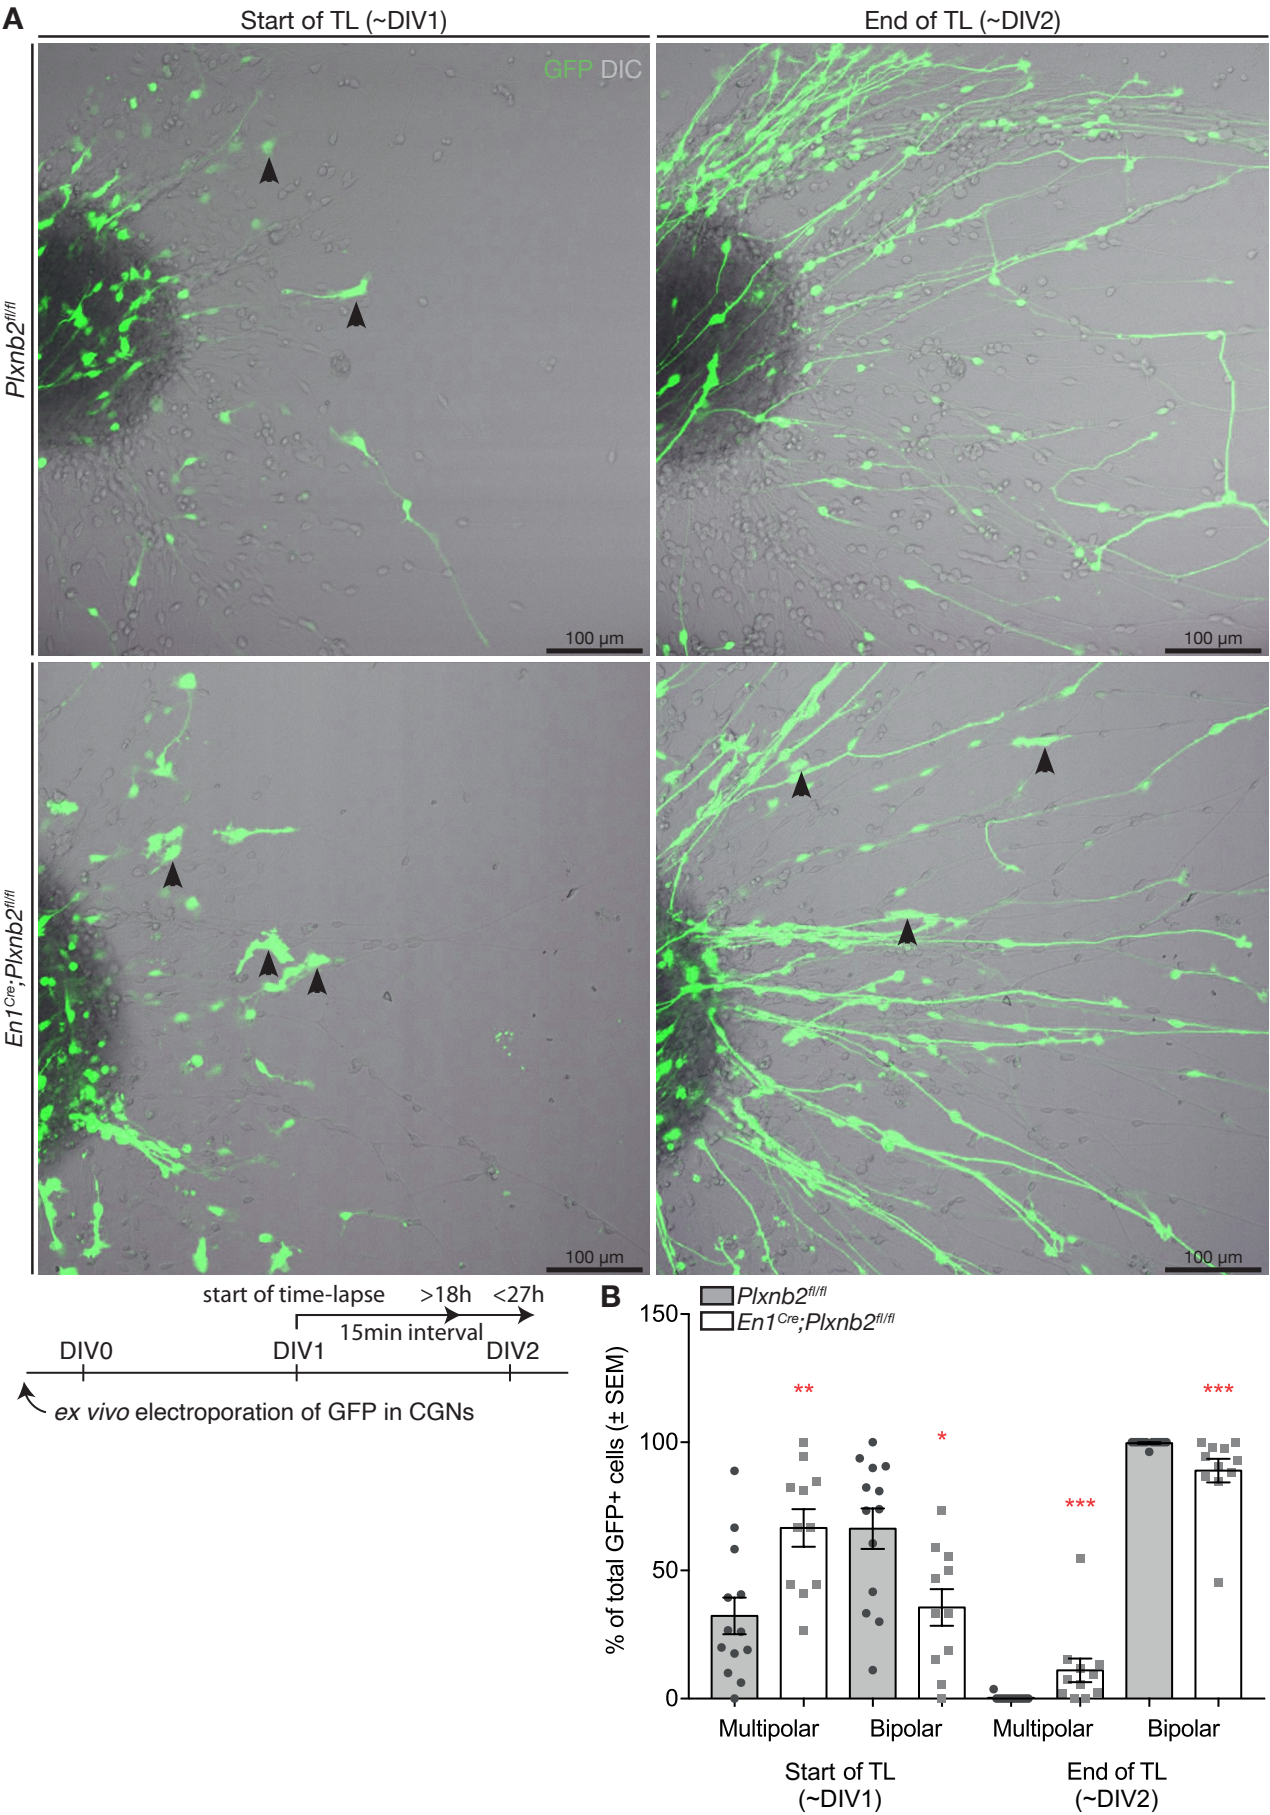 A
Start of TL (~DIV1)
End of TL (~DIV2)
GFP DIC
Plxnb2fl/fl
100 µm
100 µm
En1Cre;Plxnb2fl/fl
100 µm
100 µm
start of time-lapse >18h <27h
15min interval
DIV0 DIV1 DIV2
ex vivo electroporation of GFP in CGNs
B
Plxnb2fl/fl
En1Cre;Plxnb2fl/fl
% of total GFP+ cells (± SEM)
150
100
50
0
** * *** ***
Multipolar Bipolar Multipolar Bipolar
Start of TL End of TL
(~DIV1) (~DIV2)